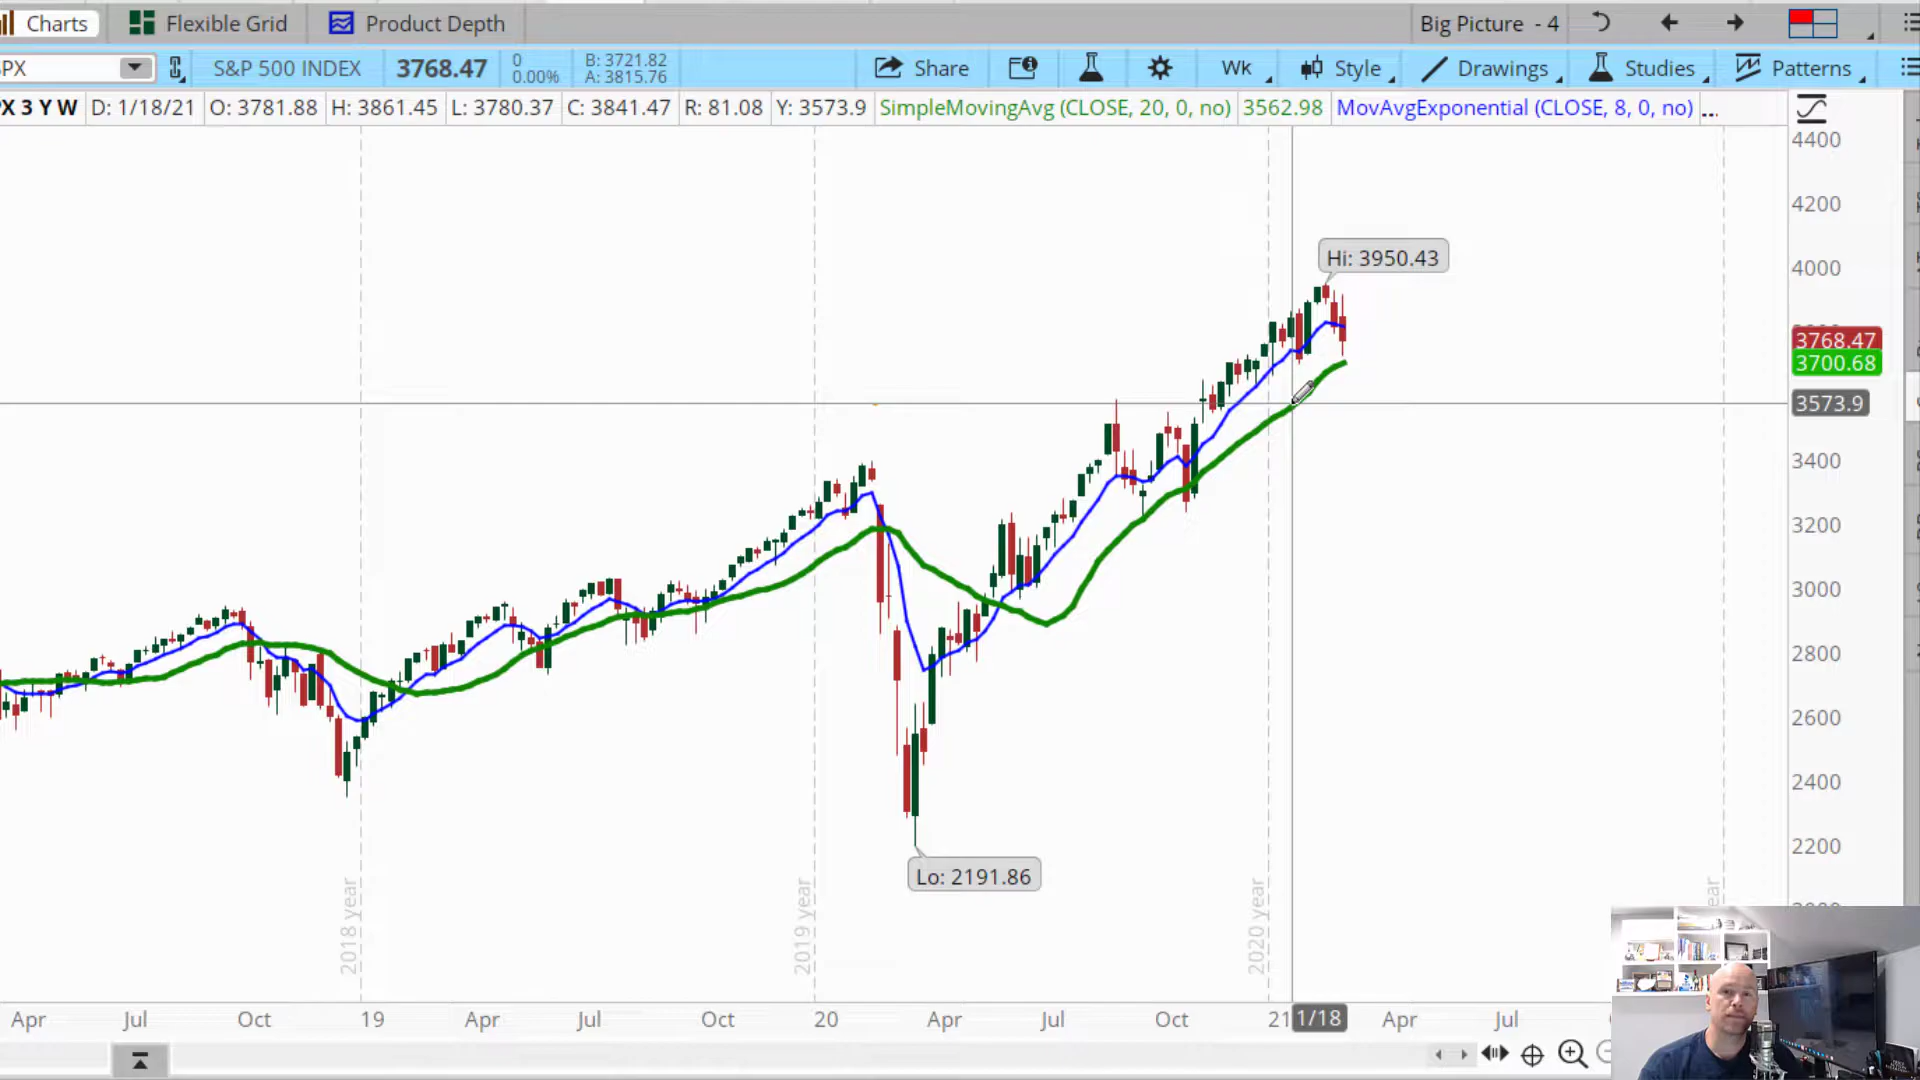 Charts Flexible Grid Product Depth Big Picture - 4
PX S&P 500 INDEX 3768.47 0 0.00% B: 3721.82 A: 3815.76 Share Wk Style Drawings Studies Patterns
X 3 Y W D: 1/18/21 O: 3781.88 H: 3861.45 L: 3780.37 C: 3841.47 R: 81.08 Y: 3573.9 SimpleMovingAvg (CLOSE, 20, 0, no) 3562.98 MovAvgExponential (CLOSE, 8, 0, no) ...
4400
4200
Hi: 3950.43
4000
3768.47
3700.68
3573.9
3400
3200
3000
2800
2600
2400
2200
Lo: 2191.86
2018 year 2019 year 2020 year
Apr Jul Oct 19 Apr Jul Oct 20 Apr Jul Oct 21 1/18 Apr Jul